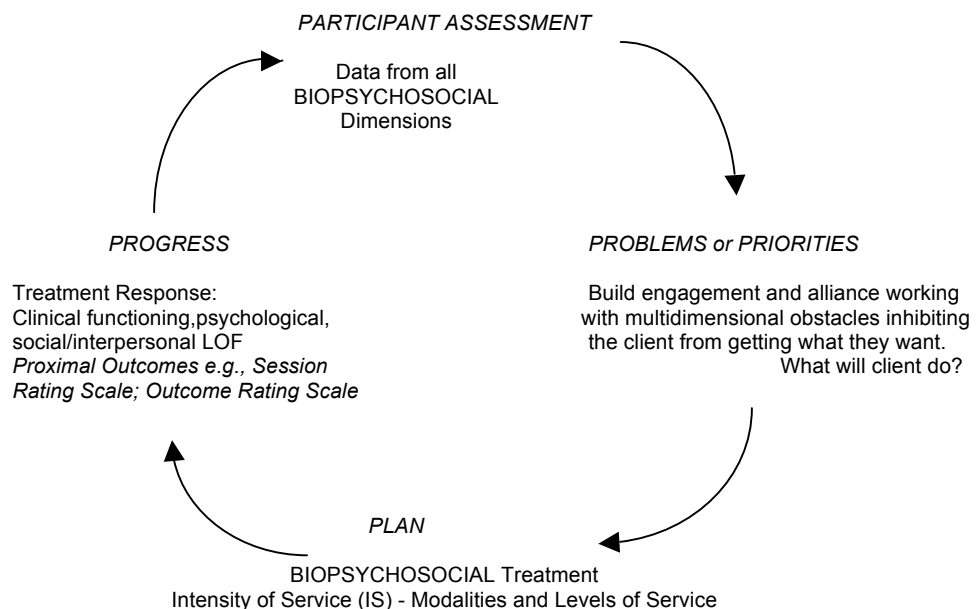 PARTICIPANT ASSESSMENT
Data from all
BIOPSYCHOSOCIAL
Dimensions
PROBLEMS or PRIORITIES
Build engagement and alliance working
with multidimensional obstacles inhibiting
the client from getting what they want.
What will client do?
PLAN
BIOPSYCHOSOCIAL Treatment
Intensity of Service (IS) - Modalities and Levels of Service
PROGRESS
Treatment Response:
Clinical functioning,psychological,
social/interpersonal LOF
Proximal Outcomes e.g., Session
Rating Scale; Outcome Rating Scale